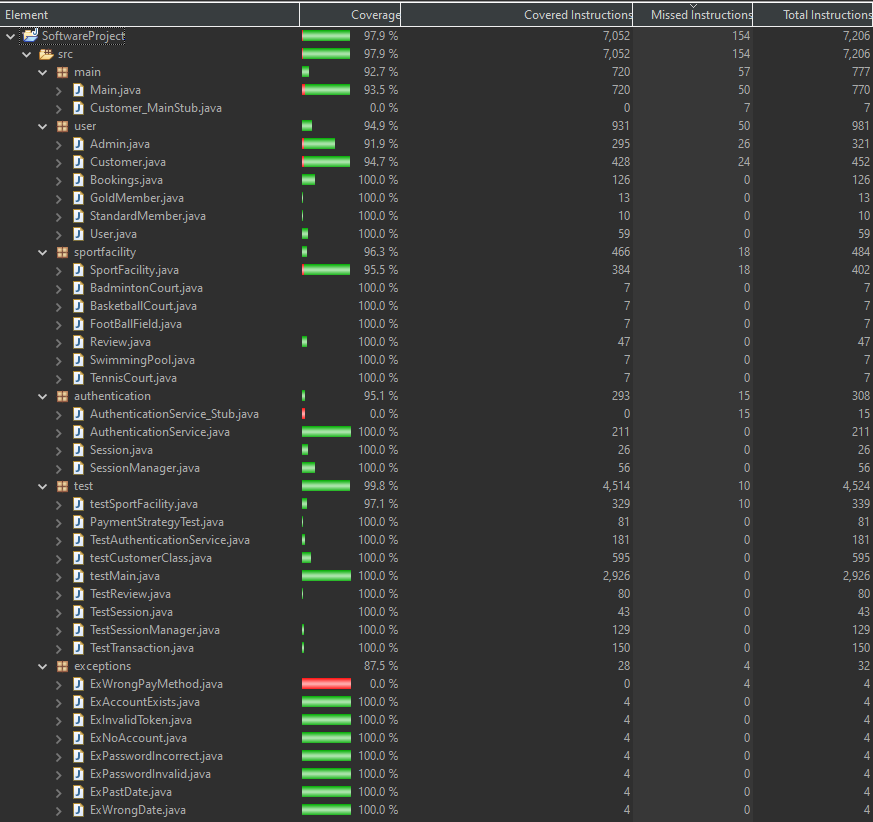 Element Coverage Covered Instructions Missed Instructions Total Instructions
SoftwareProject 97.9 % 7,052 154 7,206
src 97.9 % 7,052 154 7,206
main 92.7 % 720 57 777
Main.java 93.5 % 720 50 770
Customer_MainStub.java 0.0 % 0 7 7
user 94.9 % 931 50 981
Admin.java 91.9 % 295 26 321
Customer.java 94.7 % 428 24 452
Bookings.java 100.0 % 126 0 126
GoldMember.java 100.0 % 13 0 13
StandardMember.java 100.0 % 10 0 10
User.java 100.0 % 59 0 59
sportfacility 96.3 % 466 18 484
SportFacility.java 95.5 % 384 18 402
BadmintonCourt.java 100.0 % 7 0 7
BasketballCourt.java 100.0 % 7 0 7
FootBallField.java 100.0 % 7 0 7
Review.java 100.0 % 47 0 47
SwimmingPool.java 100.0 % 7 0 7
TennisCourt.java 100.0 % 7 0 7
authentication 95.1 % 293 15 308
AuthenticationService_Stub.java 0.0 % 0 15 15
AuthenticationService.java 100.0 % 211 0 211
Session.java 100.0 % 26 0 26
SessionManager.java 100.0 % 56 0 56
test 99.8 % 4,514 10 4,524
testSportFacility.java 97.1 % 329 10 339
PaymentStrategyTest.java 100.0 % 81 0 81
TestAuthenticationService.java 100.0 % 181 0 181
testCustomerClass.java 100.0 % 595 0 595
testMain.java 100.0 % 2,926 0 2,926
TestReview.java 100.0 % 80 0 80
TestSession.java 100.0 % 43 0 43
TestSessionManager.java 100.0 % 129 0 129
TestTransaction.java 100.0 % 150 0 150
exceptions 87.5 % 28 4 32
ExWrongPayMethod.java 0.0 % 0 4 4
ExAccountExists.java 100.0 % 4 0 4
ExInvalidToken.java 100.0 % 4 0 4
ExNoAccount.java 100.0 % 4 0 4
ExPasswordIncorrect.java 100.0 % 4 0 4
ExPasswordInvalid.java 100.0 % 4 0 4
ExPastDate.java 100.0 % 4 0 4
ExWrongDate.java 100.0 % 4 0 4